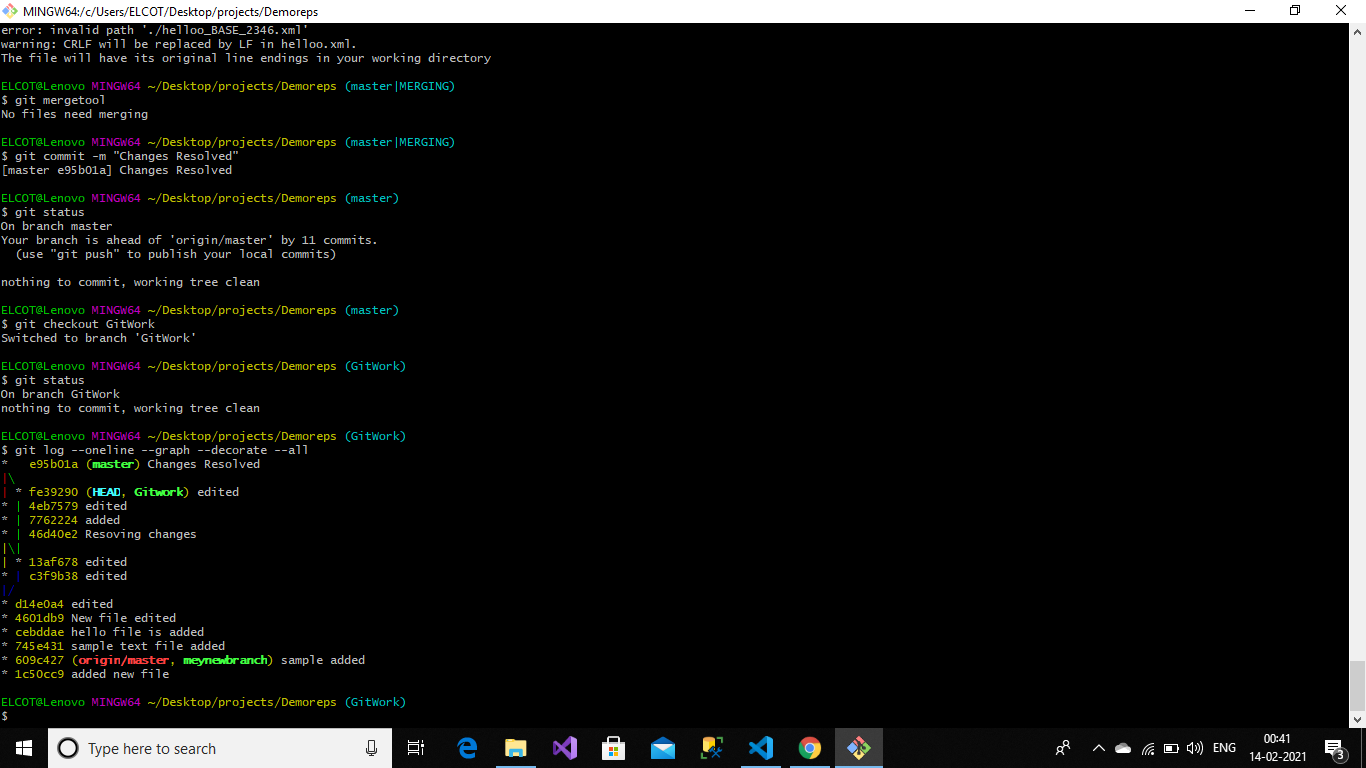 MINGW64:/c/Users/ELCOT/Desktop/projects/Demoreps
error: invalid path './helloo_BASE_2346.xml'
warning: CRLF will be replaced by LF in helloo.xml.
The file will have its original line endings in your working directory
ELCOT@Lenovo MINGW64 ~/Desktop/projects/Demoreps (master|MERGING)
$ git mergetool
No files need merging
ELCOT@Lenovo MINGW64 ~/Desktop/projects/Demoreps (master|MERGING)
$ git commit -m "Changes Resolved"
[master e95b01a] Changes Resolved
ELCOT@Lenovo MINGW64 ~/Desktop/projects/Demoreps (master)
$ git status
On branch master
Your branch is ahead of 'origin/master' by 11 commits.
  (use "git push" to publish your local commits)
nothing to commit, working tree clean
ELCOT@Lenovo MINGW64 ~/Desktop/projects/Demoreps (master)
$ git checkout GitWork
Switched to branch 'GitWork'
ELCOT@Lenovo MINGW64 ~/Desktop/projects/Demoreps (GitWork)
$ git status
On branch GitWork
nothing to commit, working tree clean
ELCOT@Lenovo MINGW64 ~/Desktop/projects/Demoreps (GitWork)
$ git log --oneline --graph --decorate --all
*   e95b01a (master) Changes Resolved
|\
| * fe39290 (HEAD, Gitwork) edited
* | 4eb7579 edited
* | 7762224 added
* | 46d40e2 Resoving changes
|\|
| * 13af678 edited
* | c3f9b38 edited
|/
* d14e0a4 edited
* 4601db9 New file edited
* cebddae hello file is added
* 745e431 sample text file added
* 609c427 (origin/master, meynewbranch) sample added
* 1c50cc9 added new file
ELCOT@Lenovo MINGW64 ~/Desktop/projects/Demoreps (GitWork)
$
Type here to search
ENG
00:41
14-02-2021
3